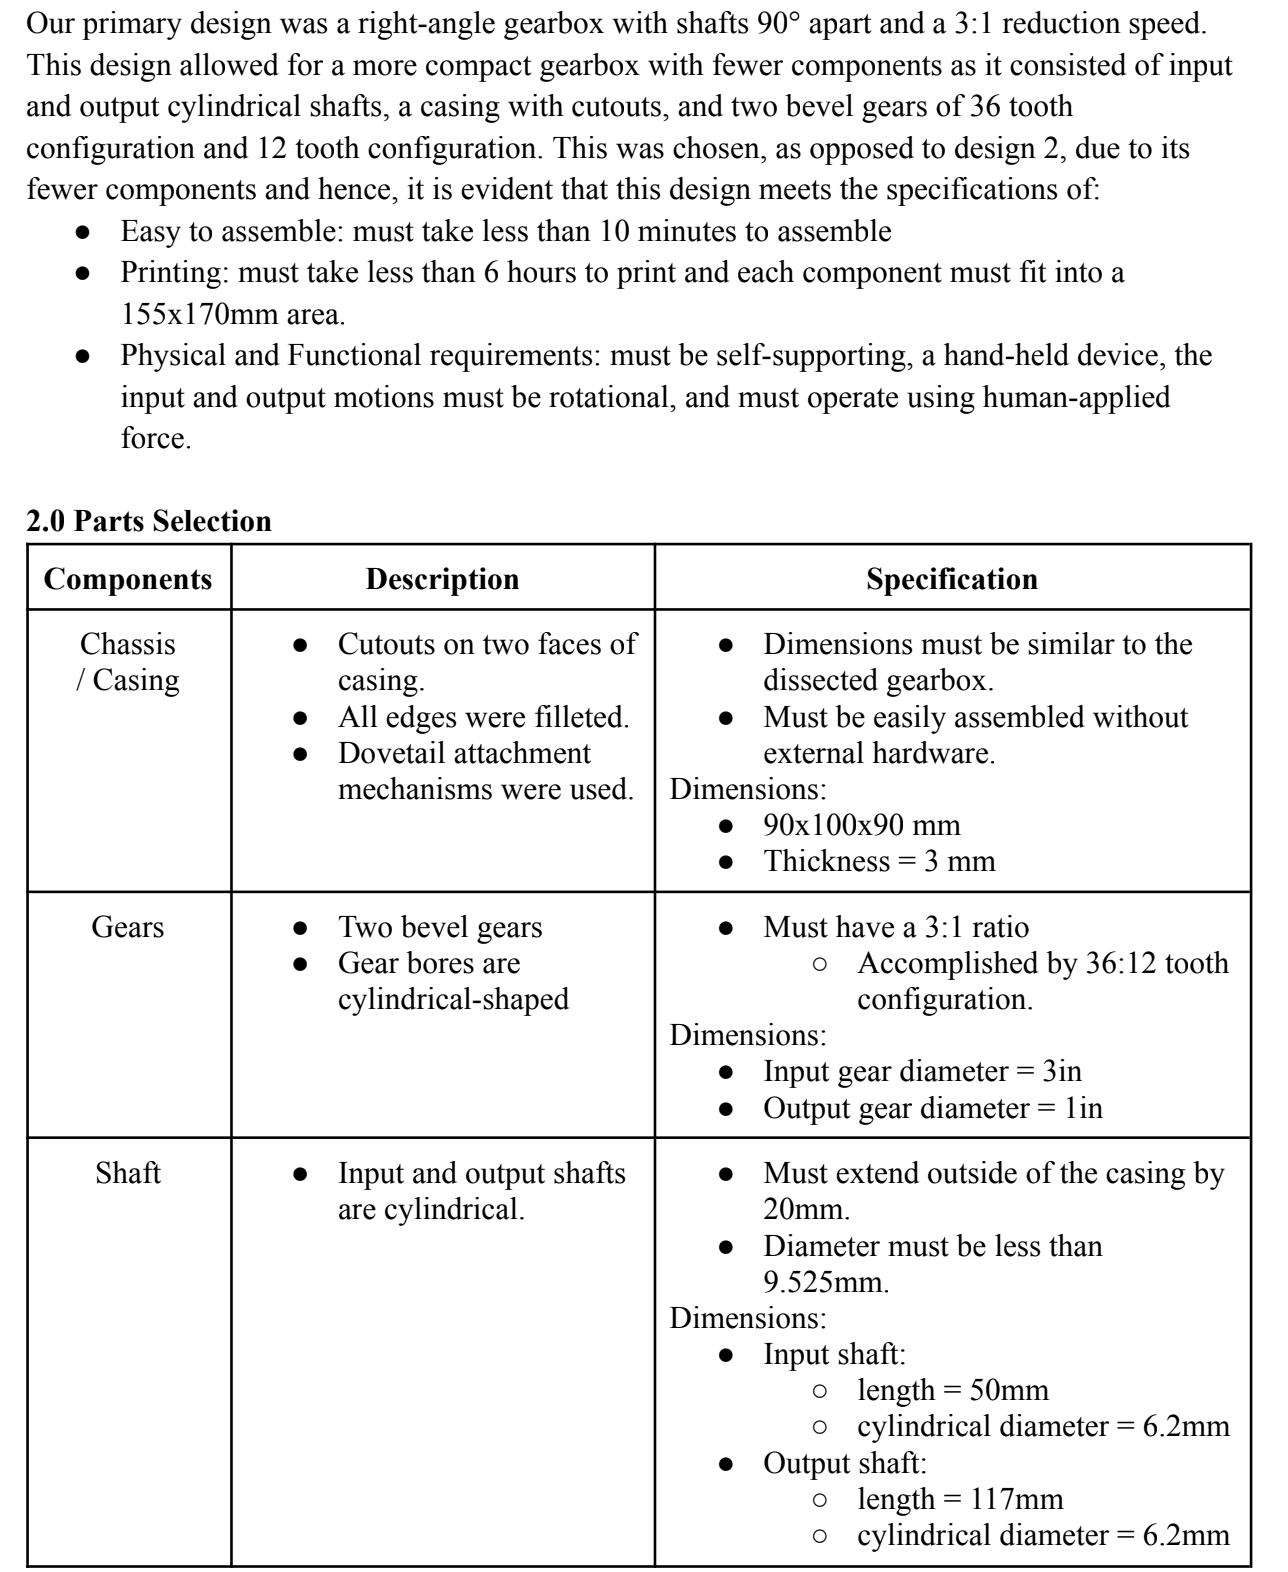 Our primary design was a right-angle gearbox with shafts 90° apart and a 3:1 reduction speed.
This design allowed for a more compact gearbox with fewer components as it consisted of input
and output cylindrical shafts, a casing with cutouts, and two bevel gears of 36 tooth
configuration and 12 tooth configuration. This was chosen, as opposed to design 2, due to its
fewer components and hence, it is evident that this design meets the specifications of:
● Easy to assemble: must take less than 10 minutes to assemble
● Printing: must take less than 6 hours to print and each component must fit into a
155x170mm area.
● Physical and Functional requirements: must be self-supporting, a hand-held device, the
input and output motions must be rotational, and must operate using human-applied
force.
2.0 Parts Selection
Components
Description
Specification
Chassis
/ Casing
● Cutouts on two faces of
casing.
● All edges were filleted.
● Dovetail attachment
mechanisms were used.
● Dimensions must be similar to the
dissected gearbox.
● Must be easily assembled without
external hardware.
Dimensions:
● 90x100x90 mm
● Thickness = 3 mm
Gears
● Two bevel gears
● Gear bores are
cylindrical-shaped
● Must have a 3:1 ratio
○ Accomplished by 36:12 tooth
configuration.
Dimensions:
● Input gear diameter = 3in
● Output gear diameter = 1in
Shaft
● Input and output shafts
are cylindrical.
● Must extend outside of the casing by
20mm.
● Diameter must be less than
9.525mm.
Dimensions:
● Input shaft:
○ length = 50mm
○ cylindrical diameter = 6.2mm
● Output shaft:
○ length = 117mm
○ cylindrical diameter = 6.2mm